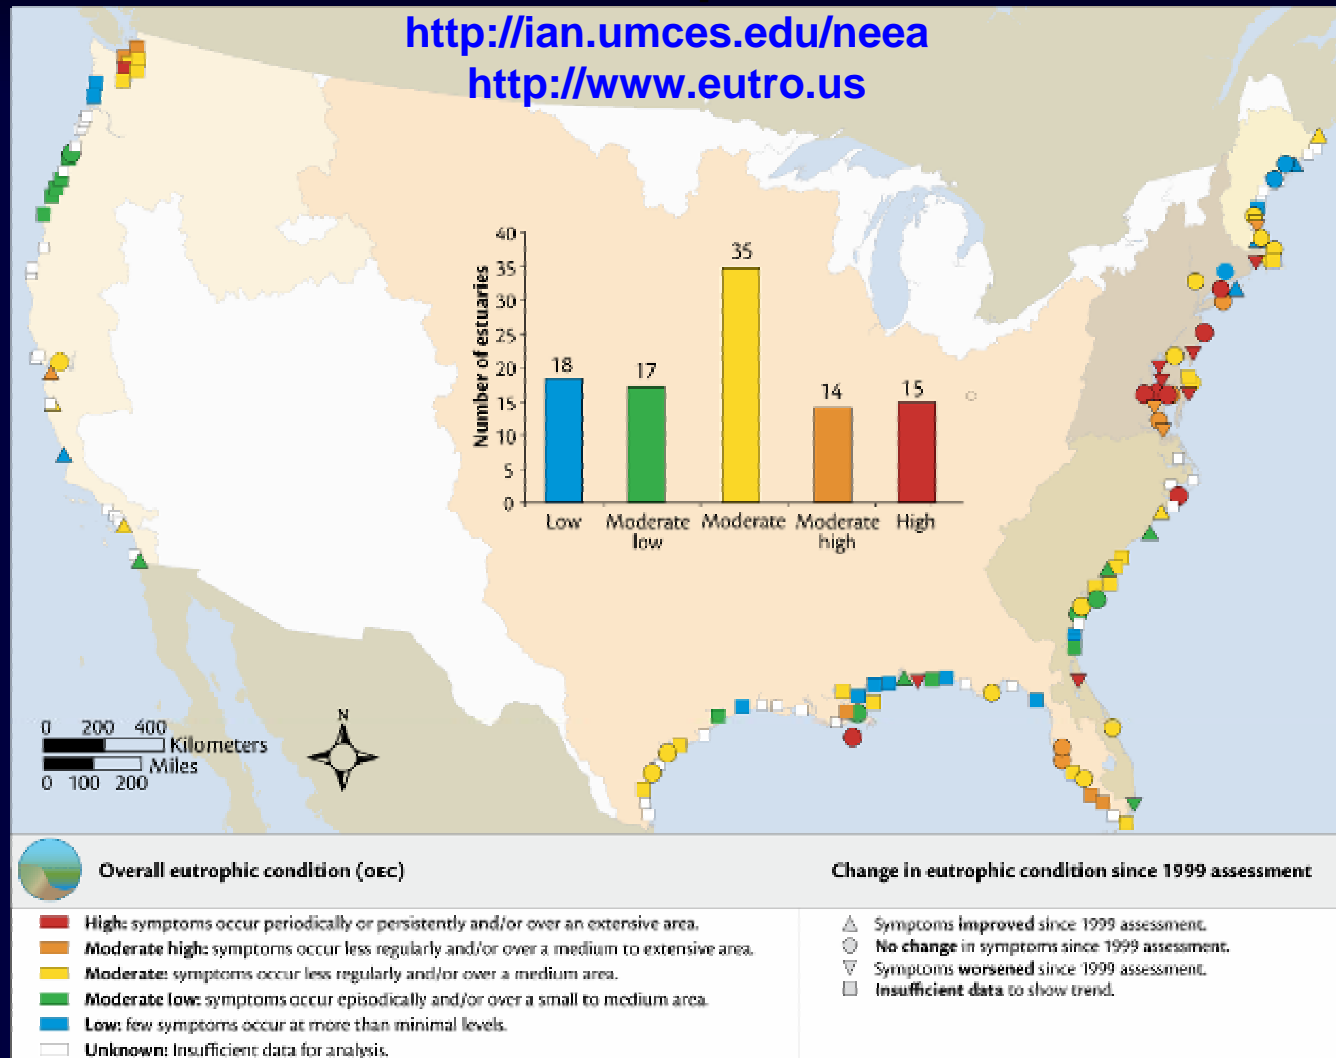 http://ian.umces.edu/neea
http://www.eutro.us
40
35
30
25
20
15
10
5
0
Number of estuaries
18
17
35
14
15
Low
Moderate low
Moderate
Moderate high
High
N
0 200 400
Kilometers
Miles
0 100 200
Overall eutrophic condition (OEC)
High: symptoms occur periodically or persistently and/or over an extensive area.
Moderate high: symptoms occur less regularly and/or over a medium to extensive area.
Moderate: symptoms occur less regularly and/or over a medium area.
Moderate low: symptoms occur episodically and/or over a small to medium area.
Low: few symptoms occur at more than minimal levels.
Unknown: Insufficient data for analysis.
Change in eutrophic condition since 1999 assessment
Symptoms improved since 1999 assessment.
No change in symptoms since 1999 assessment.
Symptoms worsened since 1999 assessment.
Insufficient data to show trend.